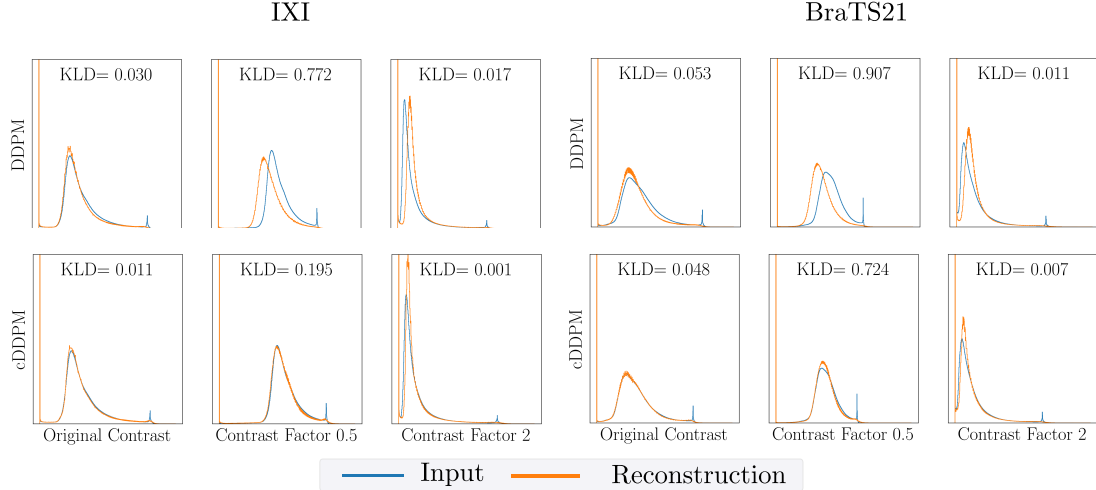 IXI
BraTS21
DDPM
KLD= 0.030
KLD= 0.772
KLD= 0.017
DDPM
KLD= 0.053
KLD= 0.907
KLD= 0.011
cDDPM
KLD= 0.011
KLD= 0.195
KLD= 0.001
cDDPM
KLD= 0.048
KLD= 0.724
KLD= 0.007
Original Contrast
Contrast Factor 0.5
Contrast Factor 2
Original Contrast
Contrast Factor 0.5
Contrast Factor 2
Input
Reconstruction